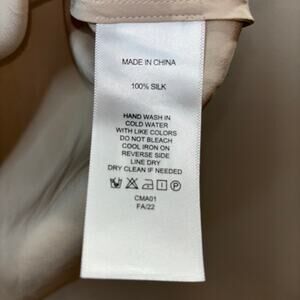 MADE IN CHINA
100% SILK
HAND WASH IN
COLD WATER
WITH LIKE COLORS
DO NOT BLEACH
COOL IRON ON
REVERSE SIDE
LINE DRY
DRY CLEAN IF NEEDED
P
CMA01
FA/22